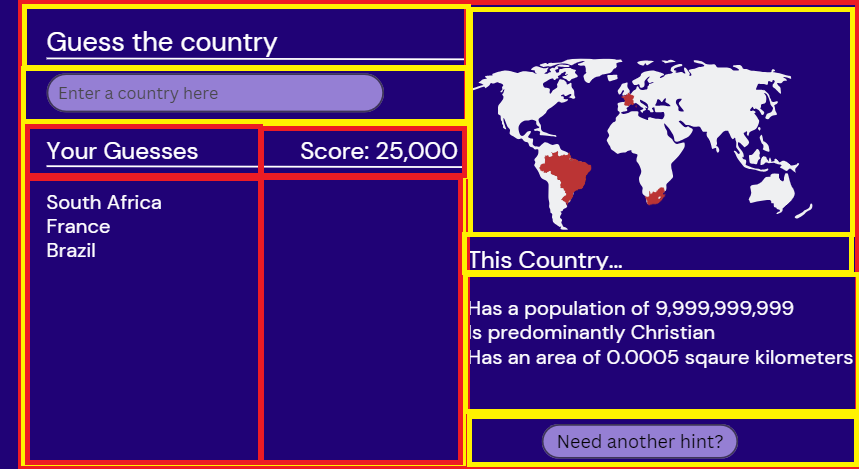 Guess the country
Enter a country here
Your Guesses
Score: 25,000
South Africa
France
Brazil
This Country...
Has a population of 9,999,999,999
Is predominantly Christian
Has an area of 0.0005 sqaure kilometers
Need another hint?